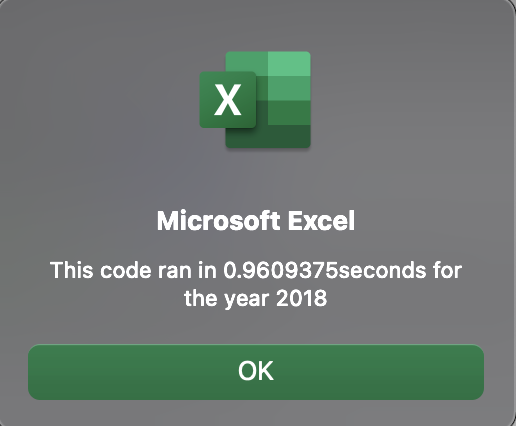 X
Microsoft Excel
This code ran in 0.9609375seconds for
the year 2018
OK